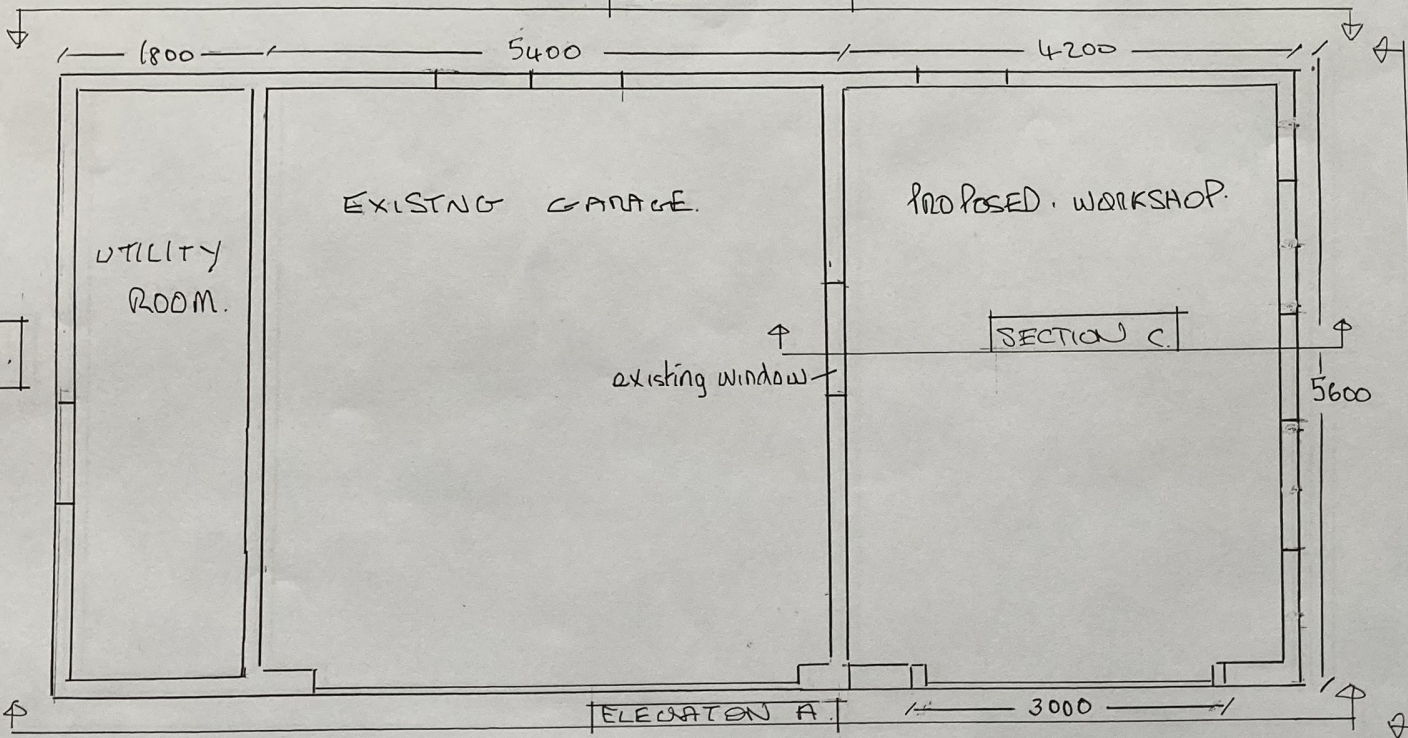 1800 5400 4200
EXISTNG GARAGE.
PROPOSED. WORKSHOP.
UTILITY
ROOM.
SECTION C.
existing window
5600
ELEVATON A.
3000